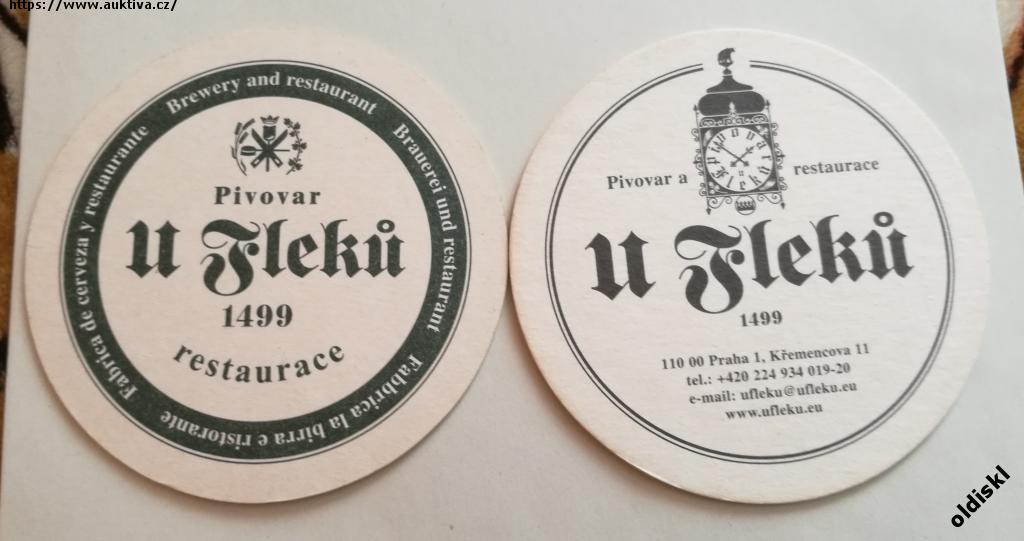 https://www.auktiva.cz/
Brewery and restaurant
Brauerei und restaurant
Fabbrica la birra e ristorante
Fabrica de cerveza y restaurante
Pivovar
U Fleků
1499
restaurace
Pivovar a restaurace
U Fleků
1499
110 00 Praha 1, Křemencova 11
tel.: +420 224 934 019-20
e-mail: ufleku@ufleku.eu
www.ufleku.eu
oldiskl